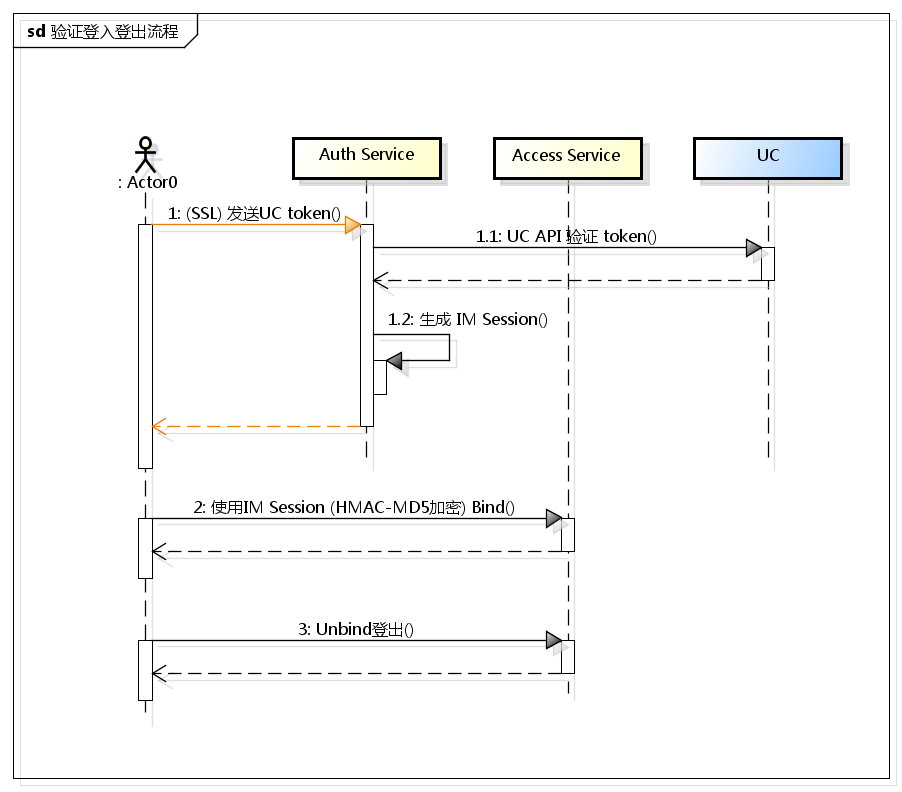 sd 验证登入登出流程
: Actor0
Auth Service
Access Service
UC
1: (SSL) 发送UC token()
1.1: UC API 验证 token()
1.2: 生成 IM Session()
2: 使用IM Session (HMAC-MD5加密) Bind()
3: Unbind登出()